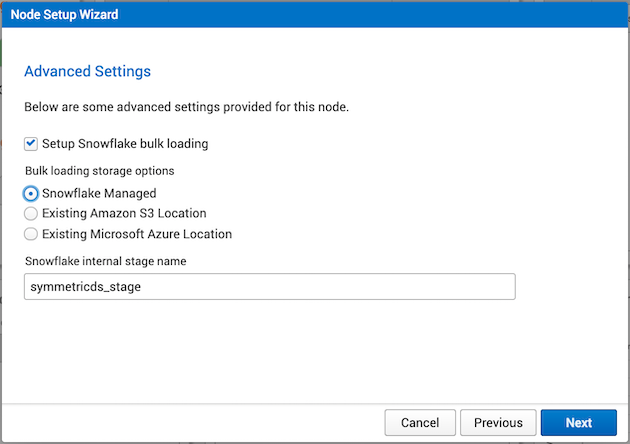 Node Setup Wizard
Advanced Settings
Below are some advanced settings provided for this node.
Setup Snowflake bulk loading
Bulk loading storage options
Snowflake Managed
Existing Amazon S3 Location
Existing Microsoft Azure Location
Snowflake internal stage name
symmetricds_stage
Cancel Previous Next